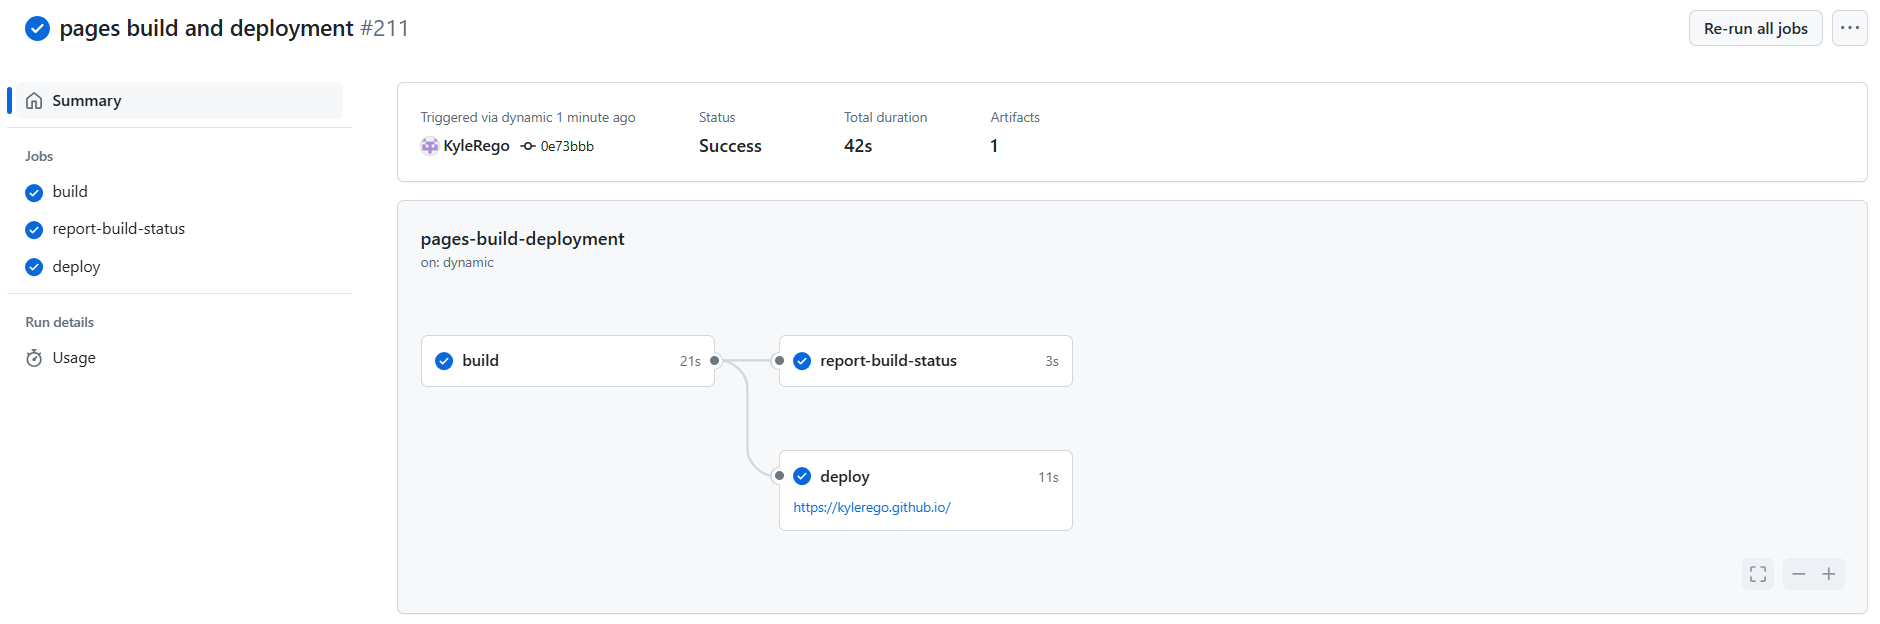 pages build and deployment #211
Re-run all jobs
Summary
Jobs
build
report-build-status
deploy
Run details
Usage
Triggered via dynamic 1 minute ago
KyleRego 0e73bbb
Status
Success
Total duration
42s
Artifacts
1
pages-build-deployment
on: dynamic
build 21s
report-build-status 3s
deploy 11s
https://kylerego.github.io/